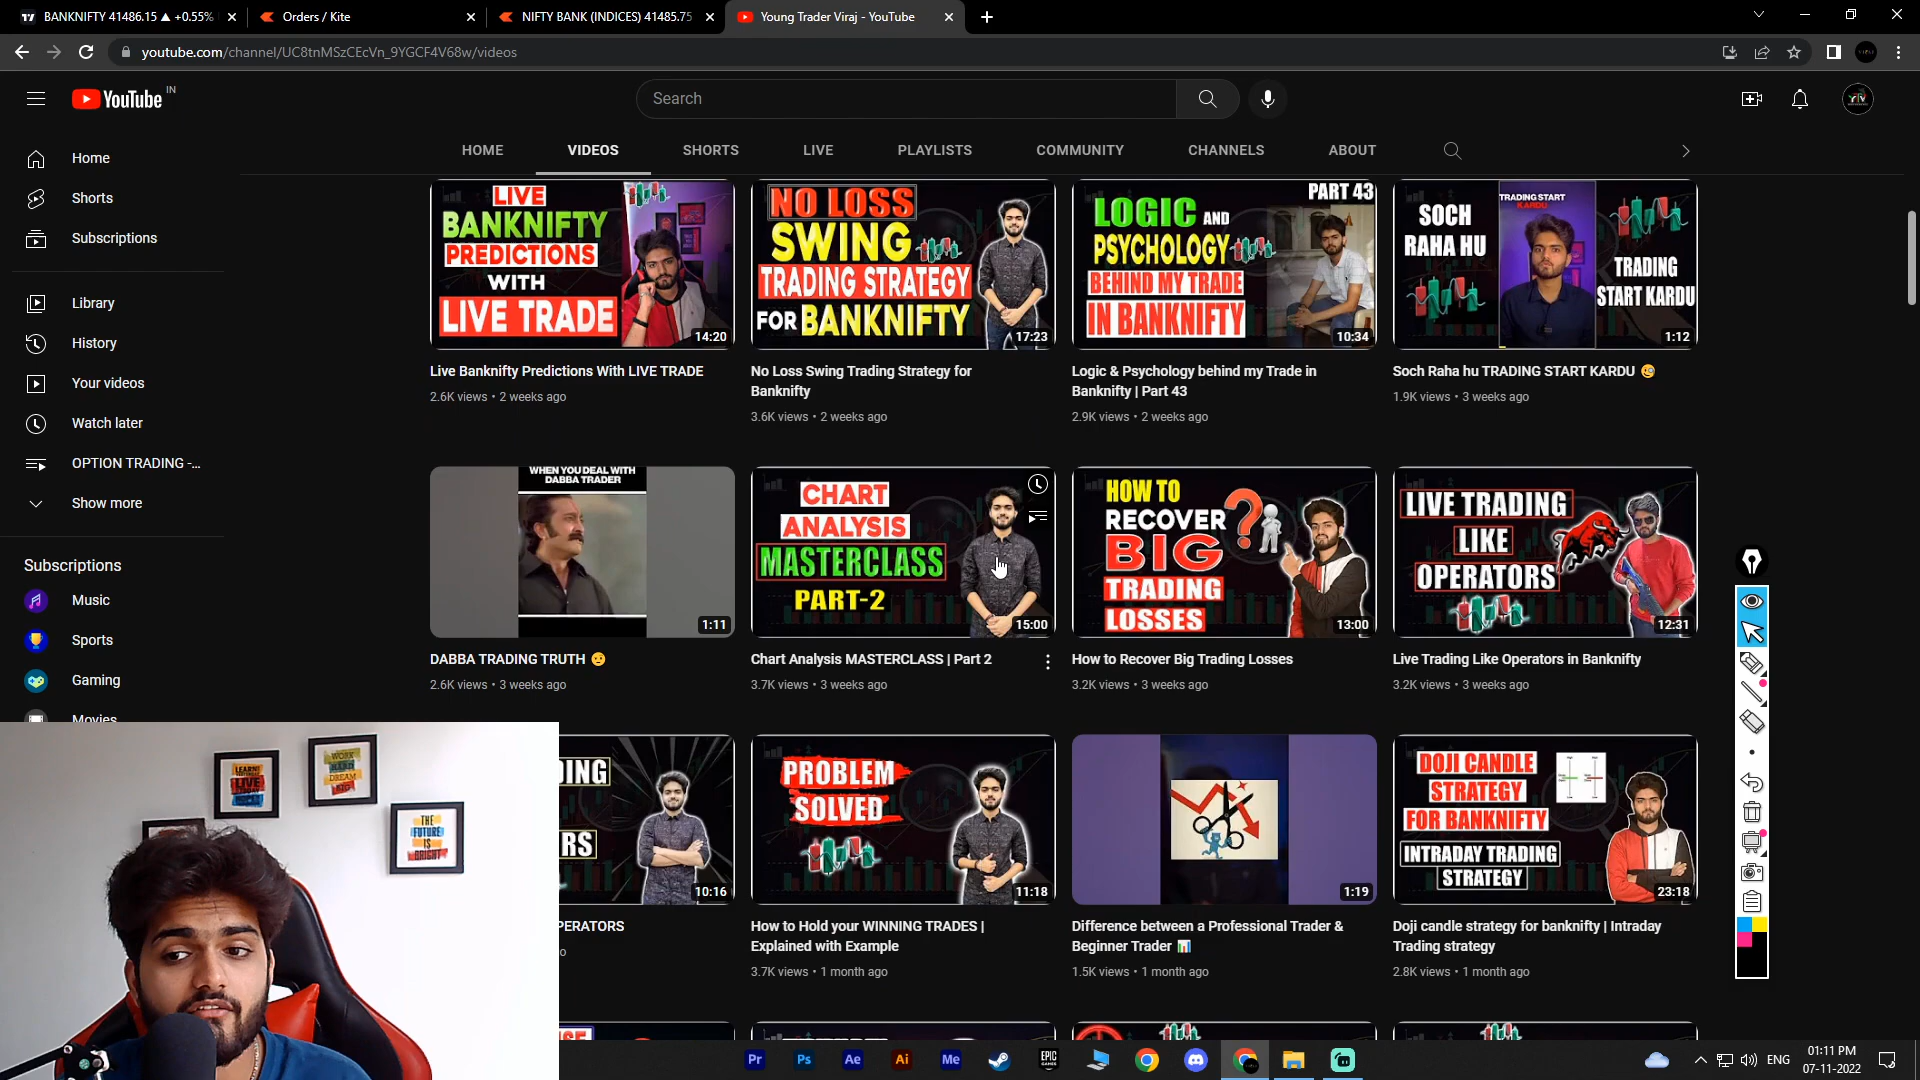 BANKNIFTY 41486.15 ▲ +0.55%
Orders / Kite
NIFTY BANK (INDICES) 41485.75
Young Trader Viraj - YouTube
youtube.com/channel/UC8tnMSzCEcVn_9YGCF4V68w/videos
YouTube IN
Search
HOME VIDEOS SHORTS LIVE PLAYLISTS COMMUNITY CHANNELS ABOUT
Home
Shorts
Subscriptions
Library
History
Your videos
Watch later
OPTION TRADING -...
Show more
Subscriptions
Music
Sports
Gaming
Movies
LIVE
BANKNIFTY
PREDICTIONS
WITH
LIVE TRADE
14:20
Live Banknifty Predictions With LIVE TRADE
2.6K views • 2 weeks ago
NO LOSS
SWING
TRADING STRATEGY
FOR BANKNIFTY
17:23
No Loss Swing Trading Strategy for
Banknifty
3.6K views • 2 weeks ago
PART 43
LOGIC AND
PSYCHOLOGY
BEHIND MY TRADE
IN BANKNIFTY
10:34
Logic & Psychology behind my Trade in
Banknifty | Part 43
2.9K views • 2 weeks ago
SOCH
RAHA HU
TRADING START
KARDU
TRADING
START KARDU
1:12
Soch Raha hu TRADING START KARDU 🧐
1.9K views • 3 weeks ago
WHEN YOU DEAL WITH
DABBA TRADER
1:11
DABBA TRADING TRUTH
2.6K views • 3 weeks ago
CHART
ANALYSIS
MASTERCLASS
PART-2
15:00
Chart Analysis MASTERCLASS | Part 2
3.7K views • 3 weeks ago
HOW TO
RECOVER
BIG
TRADING
LOSSES
13:00
How to Recover Big Trading Losses
3.2K views • 3 weeks ago
LIVE TRADING
LIKE
OPERATORS
12:31
Live Trading Like Operators in Banknifty
3.2K views • 3 weeks ago
DING
RS
10:16
PERATORS
o
PROBLEM
SOLVED
11:18
How to Hold your WINNING TRADES |
Explained with Example
3.7K views • 1 month ago
1:19
Difference between a Professional Trader &
Beginner Trader 📊
1.5K views • 1 month ago
DOJI CANDLE
STRATEGY
FOR BANKNIFTY
INTRADAY TRADING
STRATEGY
23:18
Doji candle strategy for banknifty | Intraday
Trading strategy
2.8K views • 1 month ago
WORK
HARD
DREAM
BIG
THE
FUTURE
IS
BRIGHT
Pr Ps Ae Ai Me
EPIC
GAMES
ENG
01:11 PM
07-11-2022